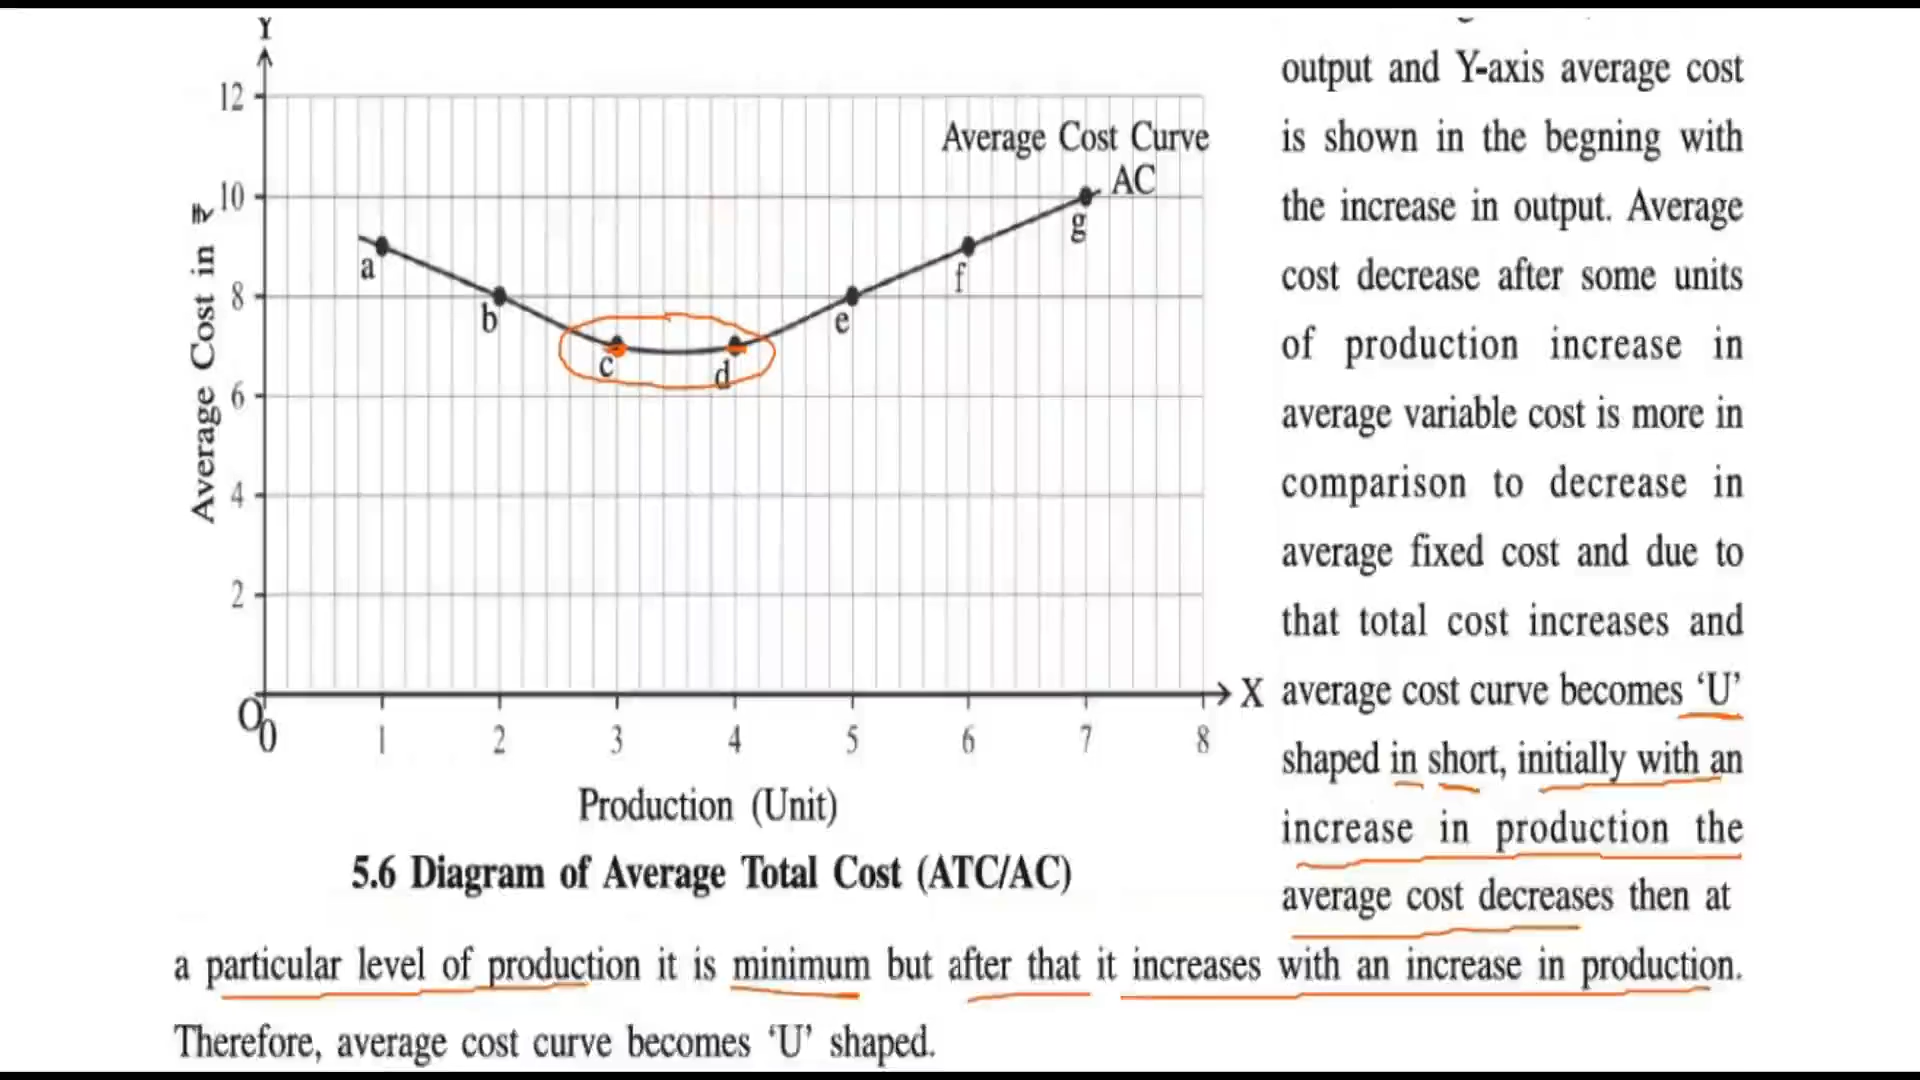 Y
12
10
8
6
4
2
O
0
1
2
3
4
5
6
7
8
X
Average Cost in ₹
Production (Unit)
Average Cost Curve
AC
a
b
c
d
e
f
g
5.6 Diagram of Average Total Cost (ATC/AC)
output and Y-axis average cost
is shown in the begning with
the increase in output. Average
cost decrease after some units
of production increase in
average variable cost is more in
comparison to decrease in
average fixed cost and due to
that total cost increases and
average cost curve becomes ‘U’
shaped in short, initially with an
increase in production the
average cost decreases then at
a particular level of production it is minimum but after that it increases with an increase in production.
Therefore, average cost curve becomes ‘U’ shaped.